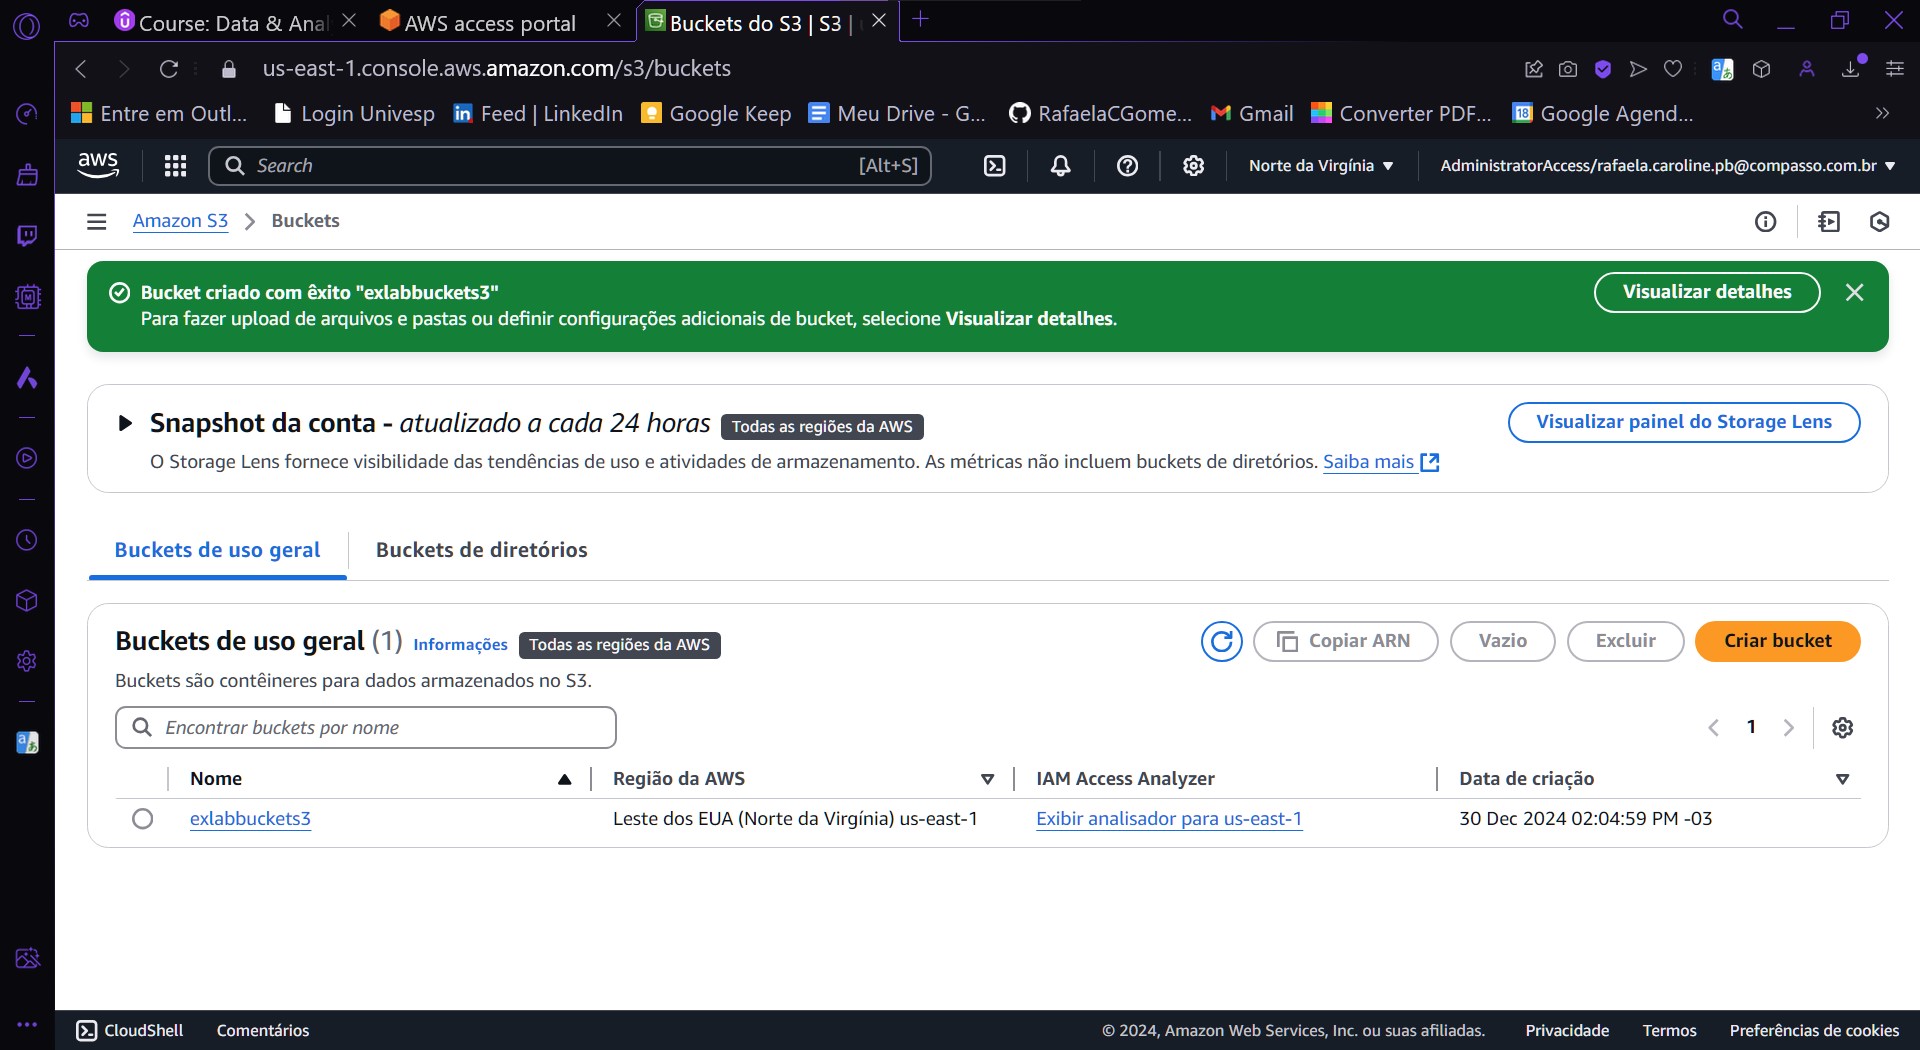 Course: Data & Anal
AWS access portal
Buckets do S3 | S3 |
us-east-1.console.aws.amazon.com/s3/buckets
Entre em Outl...
Login Univesp
Feed | LinkedIn
Google Keep
Meu Drive - G...
RafaelaCGome...
Gmail
Converter PDF...
Google Agend...
aws
Search
[Alt+S]
Norte da Virgínia
AdministratorAccess/rafaela.caroline.pb@compasso.com.br
Amazon S3
Buckets
Bucket criado com êxito "exlabbuckets3"
Para fazer upload de arquivos e pastas ou definir configurações adicionais de bucket, selecione Visualizar detalhes.
Visualizar detalhes
Snapshot da conta - atualizado a cada 24 horas
Todas as regiões da AWS
O Storage Lens fornece visibilidade das tendências de uso e atividades de armazenamento. As métricas não incluem buckets de diretórios. Saiba mais
Visualizar painel do Storage Lens
Buckets de uso geral
Buckets de diretórios
Buckets de uso geral (1)
Informações
Todas as regiões da AWS
Buckets são contêineres para dados armazenados no S3.
Copiar ARN
Vazio
Excluir
Criar bucket
Encontrar buckets por nome
1
Nome
Região da AWS
IAM Access Analyzer
Data de criação
exlabbuckets3
Leste dos EUA (Norte da Virgínia) us-east-1
Exibir analisador para us-east-1
30 Dec 2024 02:04:59 PM -03
CloudShell
Comentários
© 2024, Amazon Web Services, Inc. ou suas afiliadas.
Privacidade
Termos
Preferências de cookies